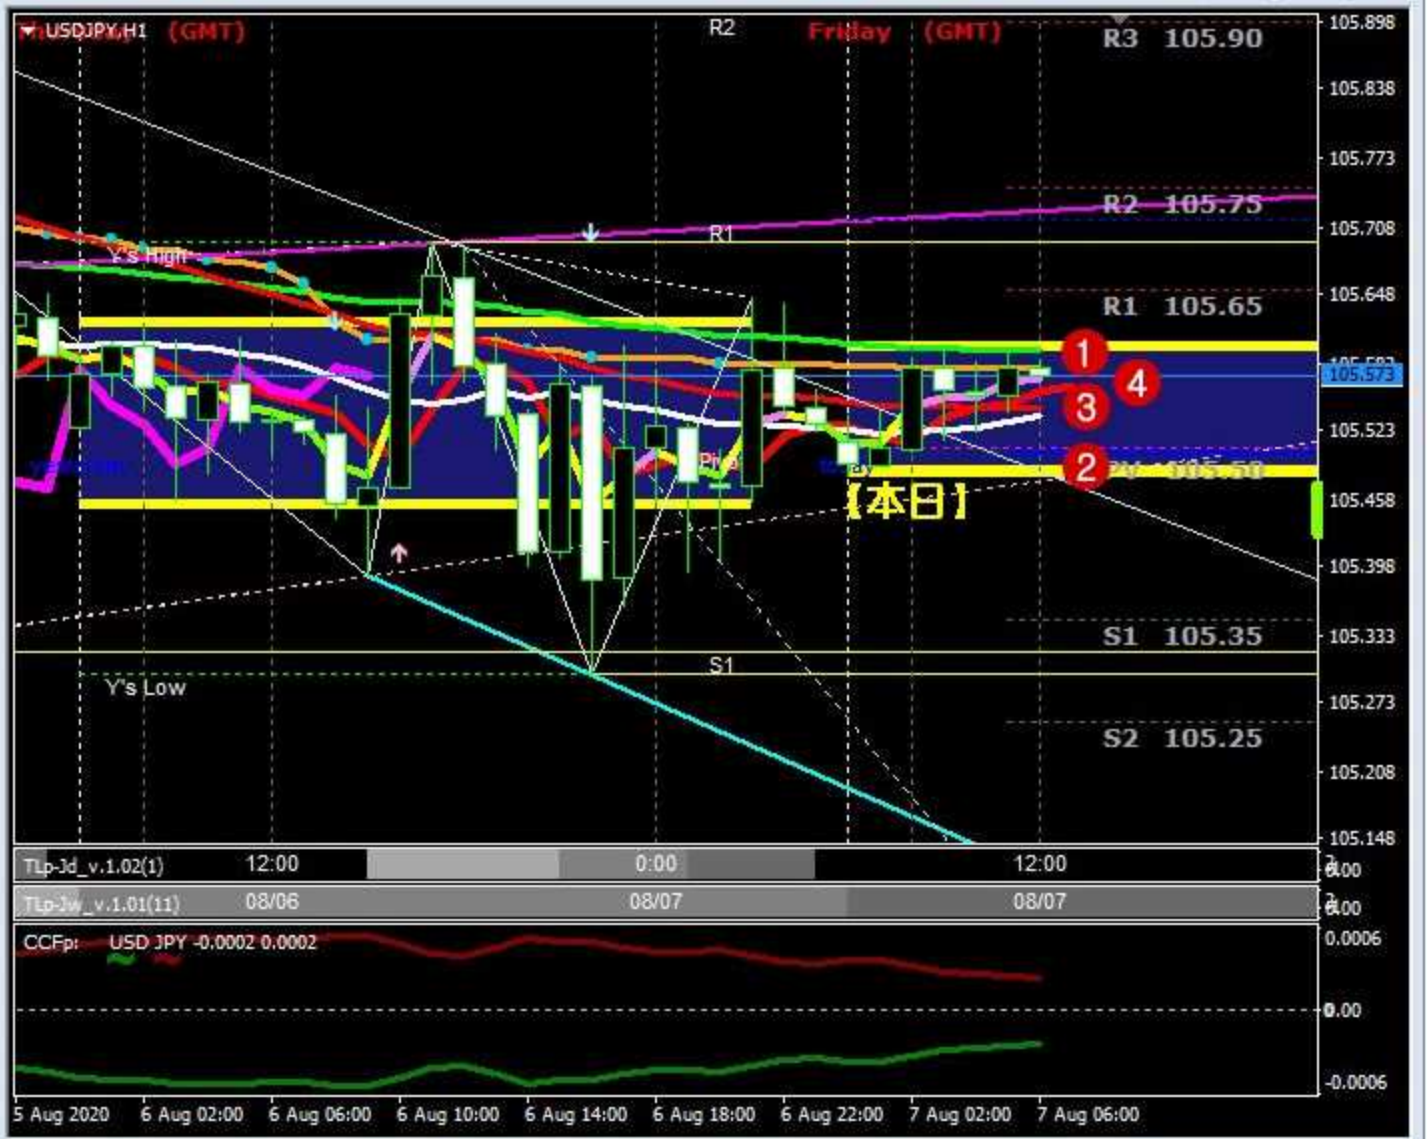 USDJPY,H1
(GMT)
R2
Friday (GMT)
R3 105.90
R2 105.75
R1
Y's High
R1 105.65
1
4
3
2
PV 105.50
【本日】
S1 105.35
S1
Y's Low
S2 105.25
105.898
105.838
105.773
105.708
105.648
105.573
105.523
105.458
105.398
105.333
105.273
105.208
105.148
TLp-Jd_v.1.02(1) 12:00 0:00 12:00
TLp-Jw_v.1.01(11) 08/06 08/07 08/07
CCFp: USD JPY -0.0002 0.0002
0.0006
0.00
-0.0006
5 Aug 2020 6 Aug 02:00 6 Aug 06:00 6 Aug 10:00 6 Aug 14:00 6 Aug 18:00 6 Aug 22:00 7 Aug 02:00 7 Aug 06:00